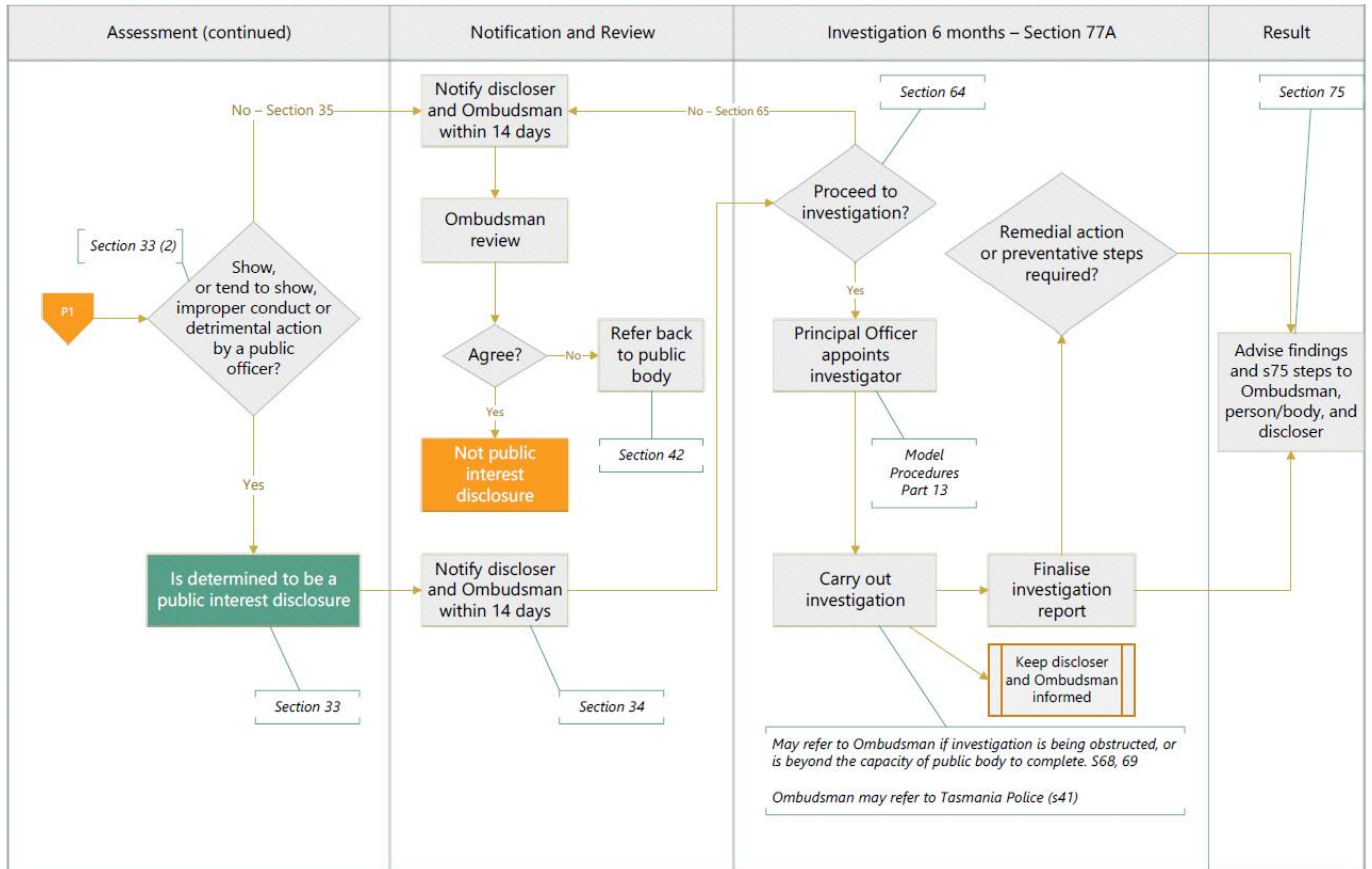 Assessment (continued)
Notification and Review
Investigation 6 months – Section 77A
Result
No – Section 35
Section 33 (2)
P1
Show,
or tend to show,
improper conduct or
detrimental action
by a public
officer?
Yes
Is determined to be a
public interest disclosure
Section 33
Notify discloser
and Ombudsman
within 14 days
Ombudsman
review
Agree?
No
Refer back
to public
body
Section 42
Yes
Not public
interest
disclosure
Notify discloser
and Ombudsman
within 14 days
Section 34
No – Section 65
Section 64
Proceed to
investigation?
Yes
Principal Officer
appoints
investigator
Model
Procedures
Part 13
Carry out
investigation
Finalise
investigation
report
Keep discloser
and Ombudsman
informed
May refer to Ombudsman if investigation is being obstructed, or
is beyond the capacity of public body to complete. S68, 69
Ombudsman may refer to Tasmania Police (s41)
Remedial action
or preventative steps
required?
Section 75
Advise findings
and s75 steps to
Ombudsman,
person/body, and
discloser